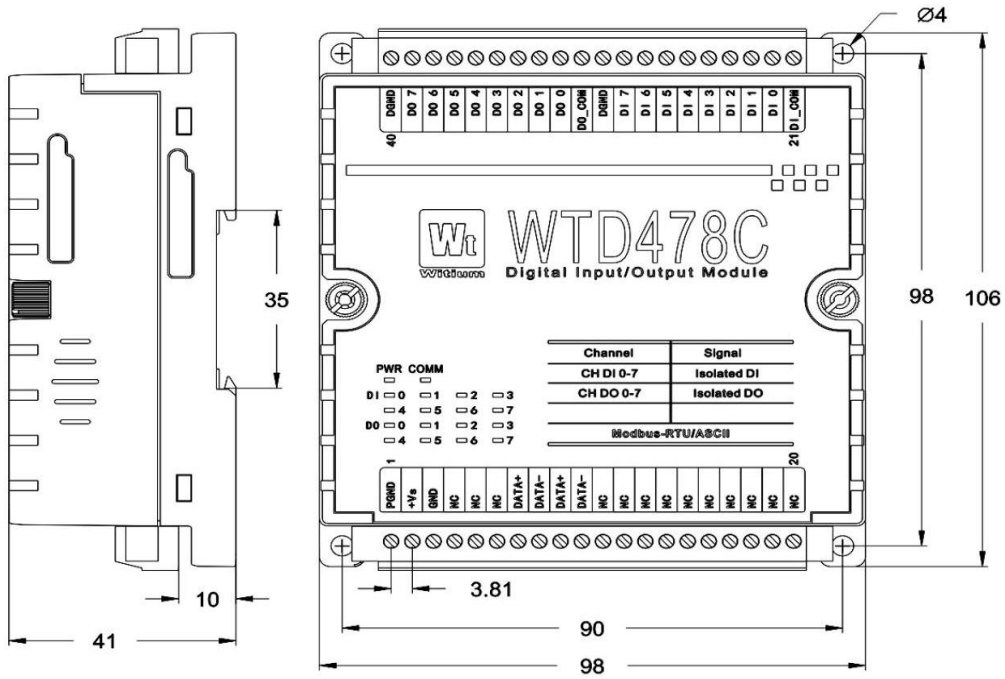 Ø4
DGND DO 7 DO 6 DO 5 DO 4 DO 3 DO 2 DO 1 DO 0 DO_COM DGND DI 7 DI 6 DI 5 DI 4 DI 3 DI 2 DI 1 DI 0 DI_COM
40 21
Wt
Witium
WTD478C
Digital Input/Output Module
35
98
106
Channel Signal
CH DI 0-7 Isolated DI
CH DO 0-7 Isolated DO
Modbus-RTU/ASCII
PWR COMM
DI 0 1 2 3
4 5 6 7
DO 0 1 2 3
4 5 6 7
1 20
PGND +Vs GND NC NC NC DATA+ DATA- DATA+ DATA- NC NC NC NC NC NC NC NC NC NC
10
3.81
41
90
98